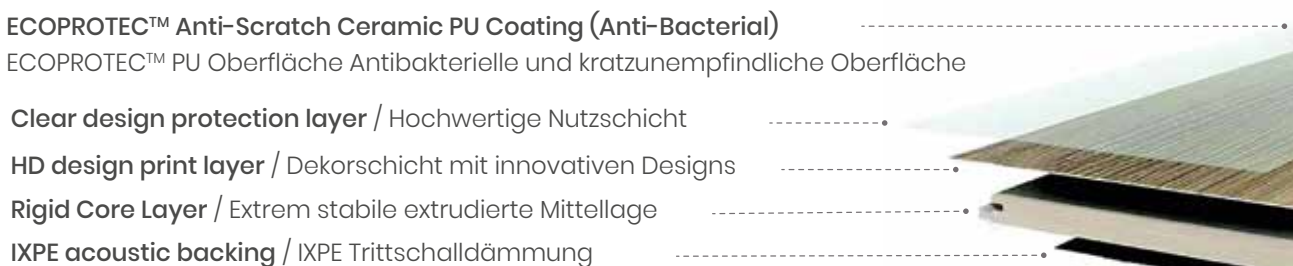 ECOPROTEC™ Anti-Scratch Ceramic PU Coating (Anti-Bacterial)
ECOPROTEC™ PU Oberfläche Antibakterielle und kratzunempfindliche Oberfläche
Clear design protection layer / Hochwertige Nutzschicht
HD design print layer / Dekorschicht mit innovativen Designs
Rigid Core Layer / Extrem stabile extrudierte Mittellage
IXPE acoustic backing / IXPE Trittschalldämmung